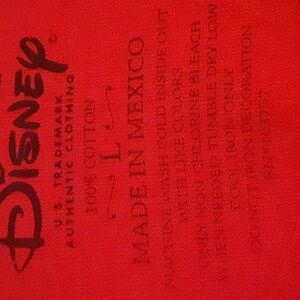 Disney ©
U.S. TRADEMARK
AUTHENTIC CLOTHING
100% COTTON
L
MADE IN MEXICO
MACHINE WASH COLD INSIDE OUT
WITH LIKE COLORS
ONLY NON-CHLORINE BLEACH
WHEN NEEDED TUMBLE DRY LOW
COOL IRON ONLY
DO NOT IRON DECORATION